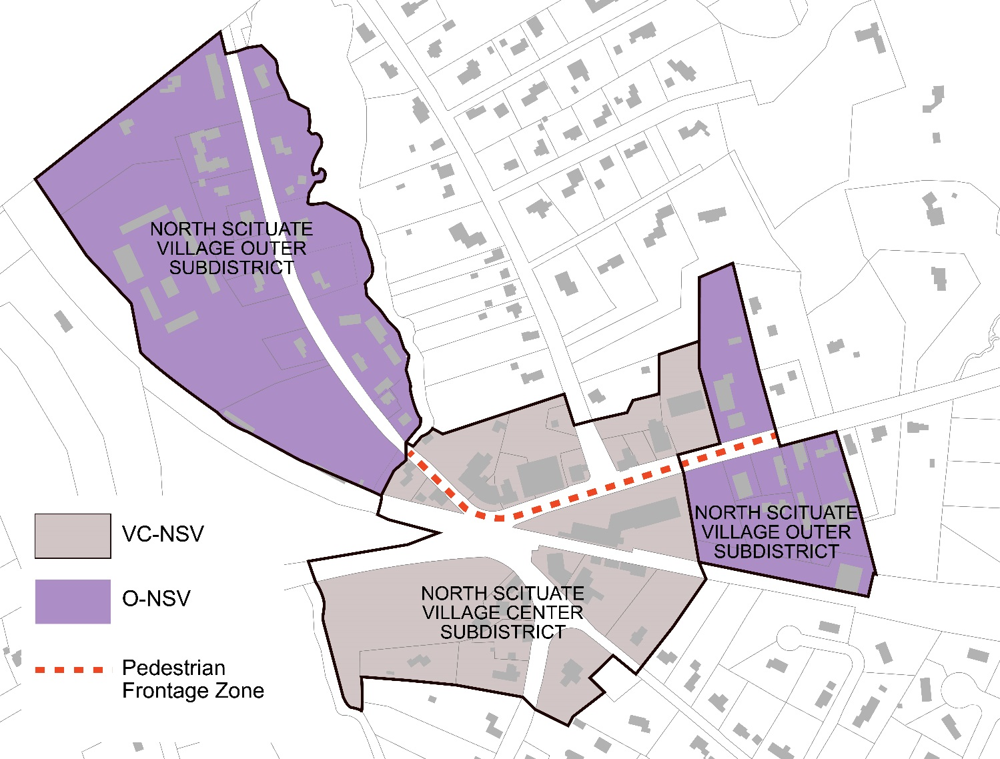 NORTH SCITUATE
VILLAGE OUTER
SUBDISTRICT
NORTH SCITUATE
VILLAGE OUTER
SUBDISTRICT
NORTH SCITUATE
VILLAGE CENTER
SUBDISTRICT
VC-NSV
O-NSV
Pedestrian
Frontage Zone